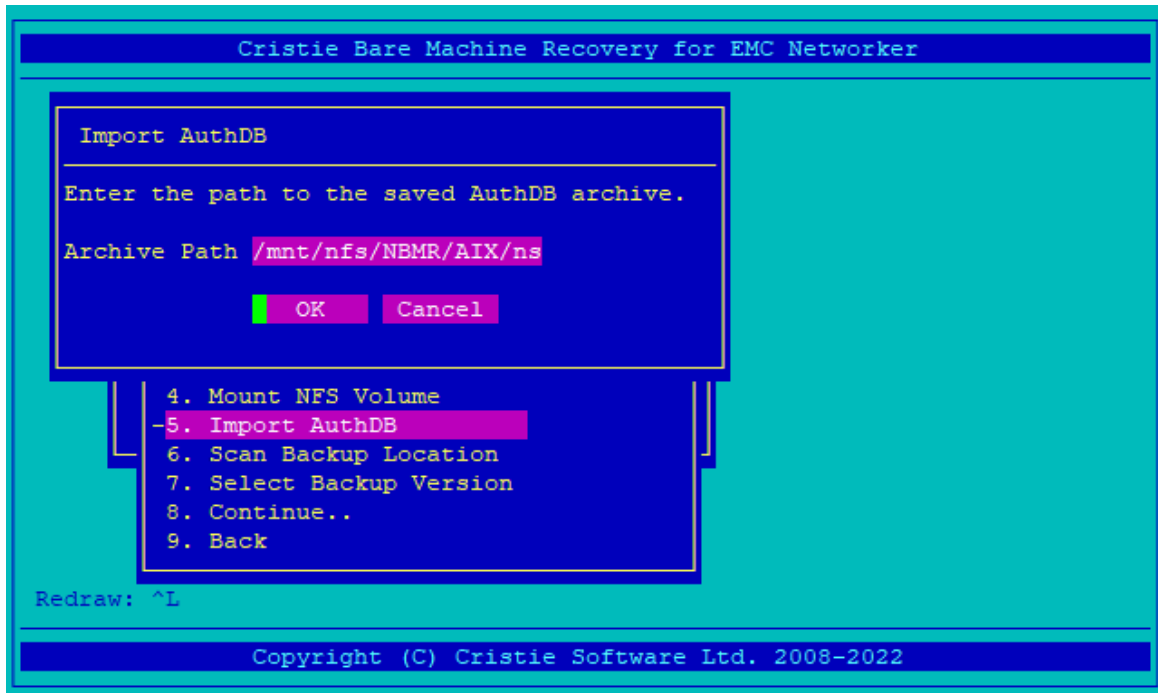 Cristie Bare Machine Recovery for EMC Networker
Import AuthDB
Enter the path to the saved AuthDB archive.
Archive Path /mnt/nfs/NBMR/AIX/ns
OK Cancel
4. Mount NFS Volume
-5. Import AuthDB
6. Scan Backup Location
7. Select Backup Version
8. Continue..
9. Back
Redraw: ^L
Copyright (C) Cristie Software Ltd. 2008-2022